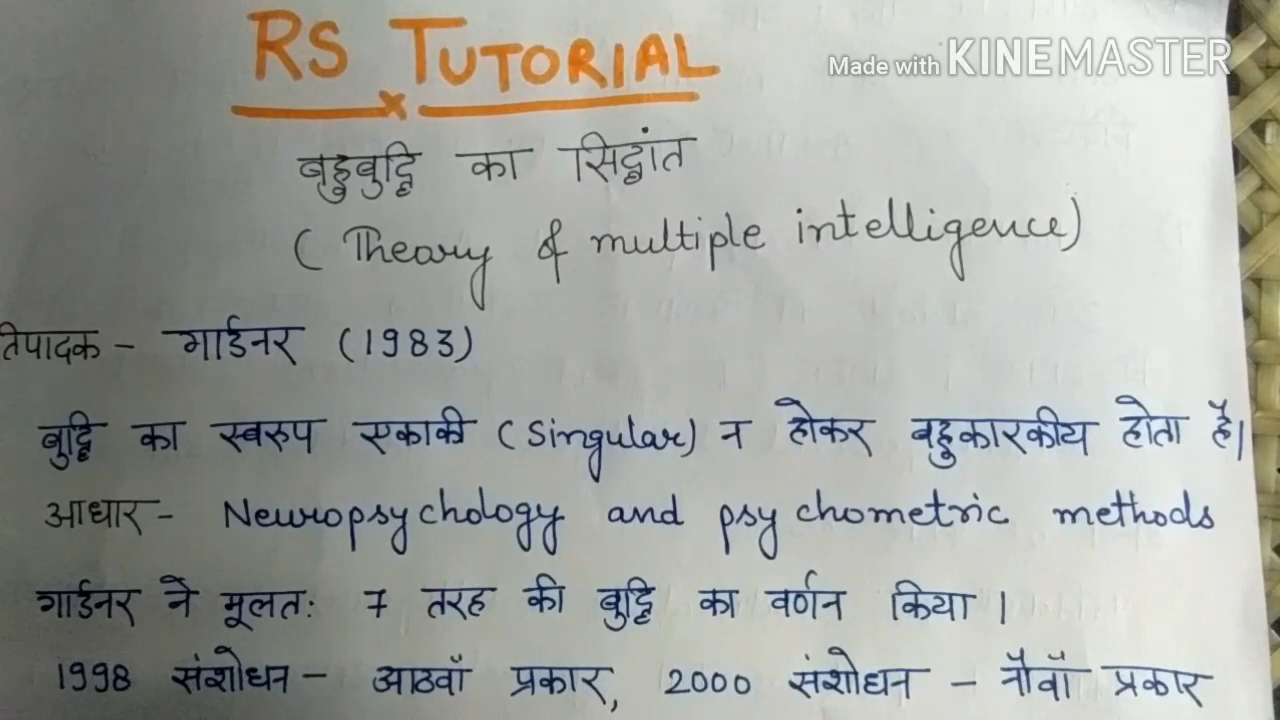 RS TUTORIAL
Made with KINEMASTER
बहुबुद्धि का सिद्धांत
(Theory of multiple intelligence)
तिपादक - गार्डनर (1983)
बुद्धि का स्वरुप एकाकी (Singular) न होकर बहुकारकीय होता है।
आधार - Neuropsychology and psychometric methods
गार्डनर ने मूलतः 7 तरह की बुद्धि का वर्णन किया ।
1998 संशोधन - आठवाँ प्रकार, 2000 संशोधन - नौवाँ प्रकार